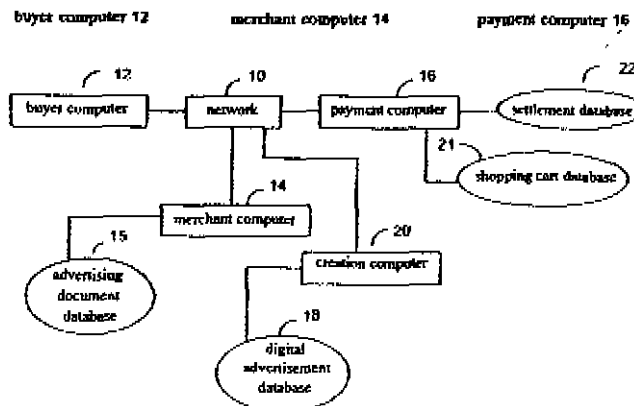 buyer computer 12 merchant computer 14 payment computer 16
12 10 16 22
buyer computer network payment computer settlement database
21
shopping cart database
14
merchant computer
15 20
advertising document database creation computer
18
digital advertisement database